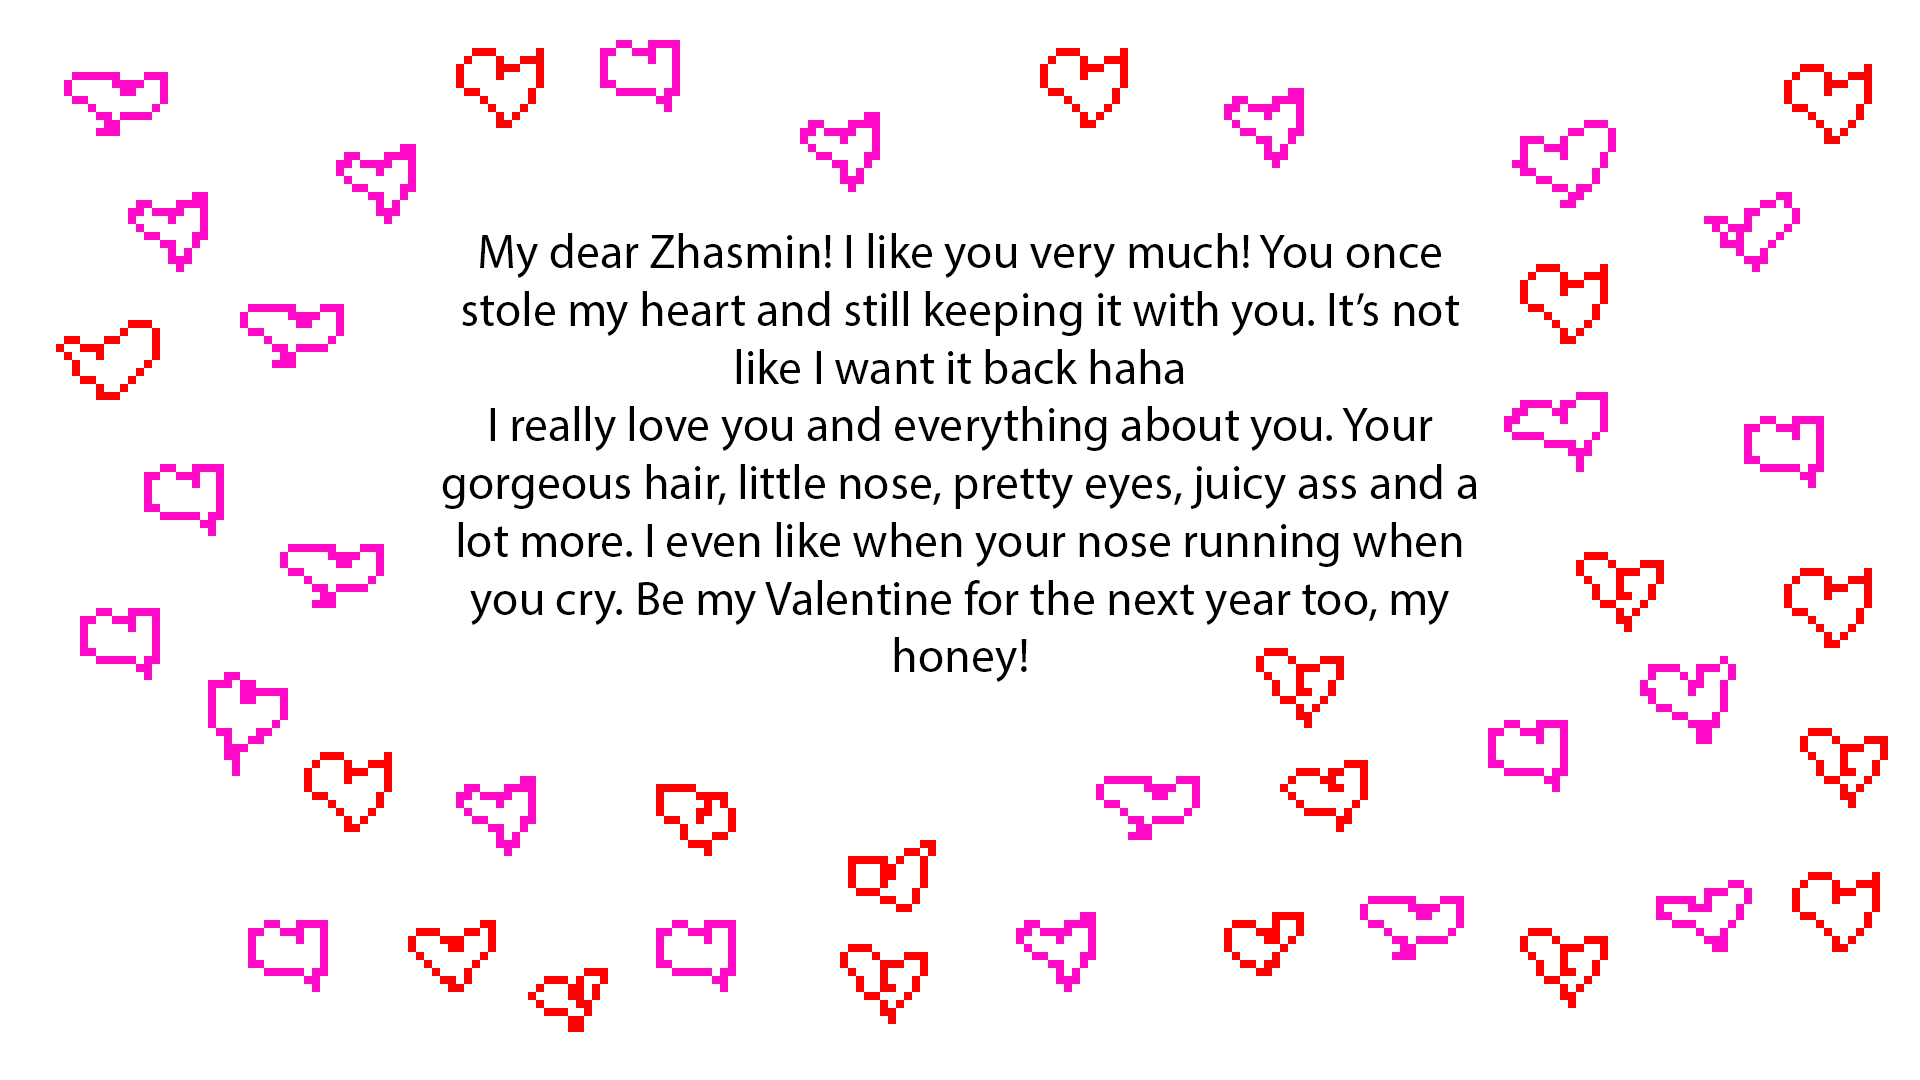 My dear Zhasmin! I like you very much! You once
stole my heart and still keeping it with you. It’s not
like I want it back haha
I really love you and everything about you. Your
gorgeous hair, little nose, pretty eyes, juicy ass and a
lot more. I even like when your nose running when
you cry. Be my Valentine for the next year too, my
honey!